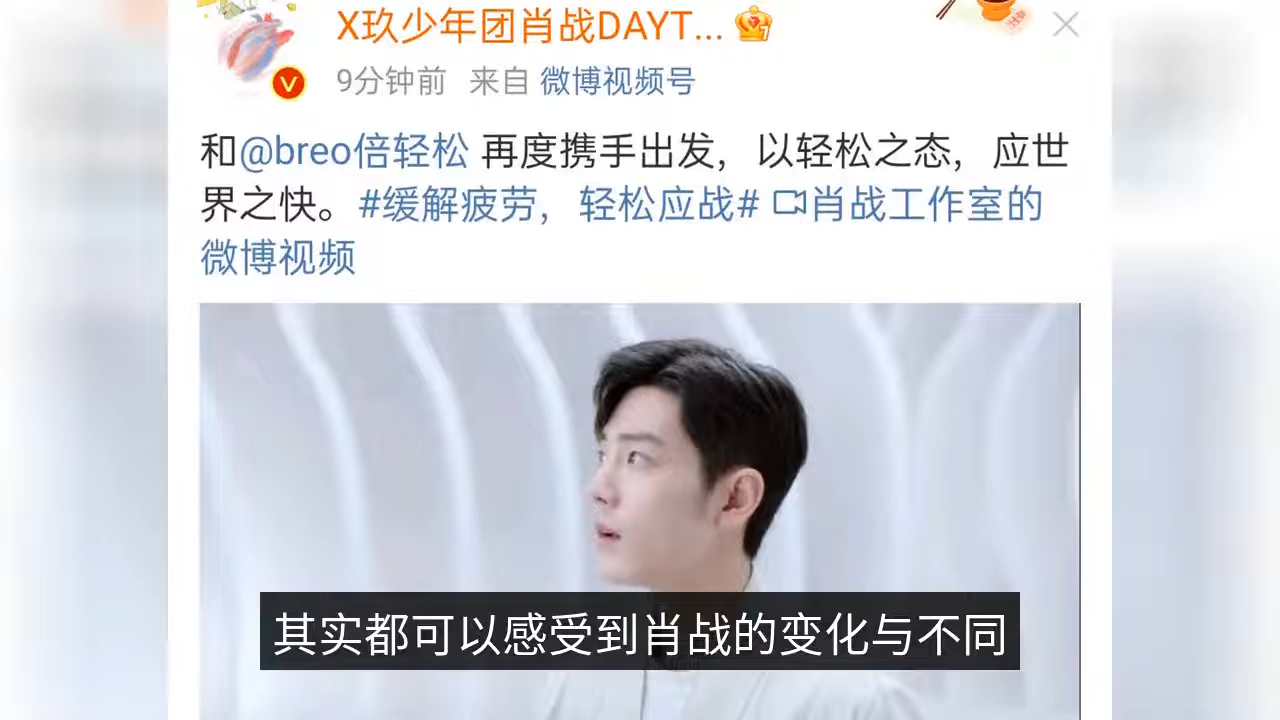 X玖少年团肖战DAYT...
9分钟前 来自 微博视频号
和@breo倍轻松 再度携手出发，以轻松之态，应世
界之快。#缓解疲劳，轻松应战# 肖战工作室的
微博视频
其实都可以感受到肖战的变化与不同